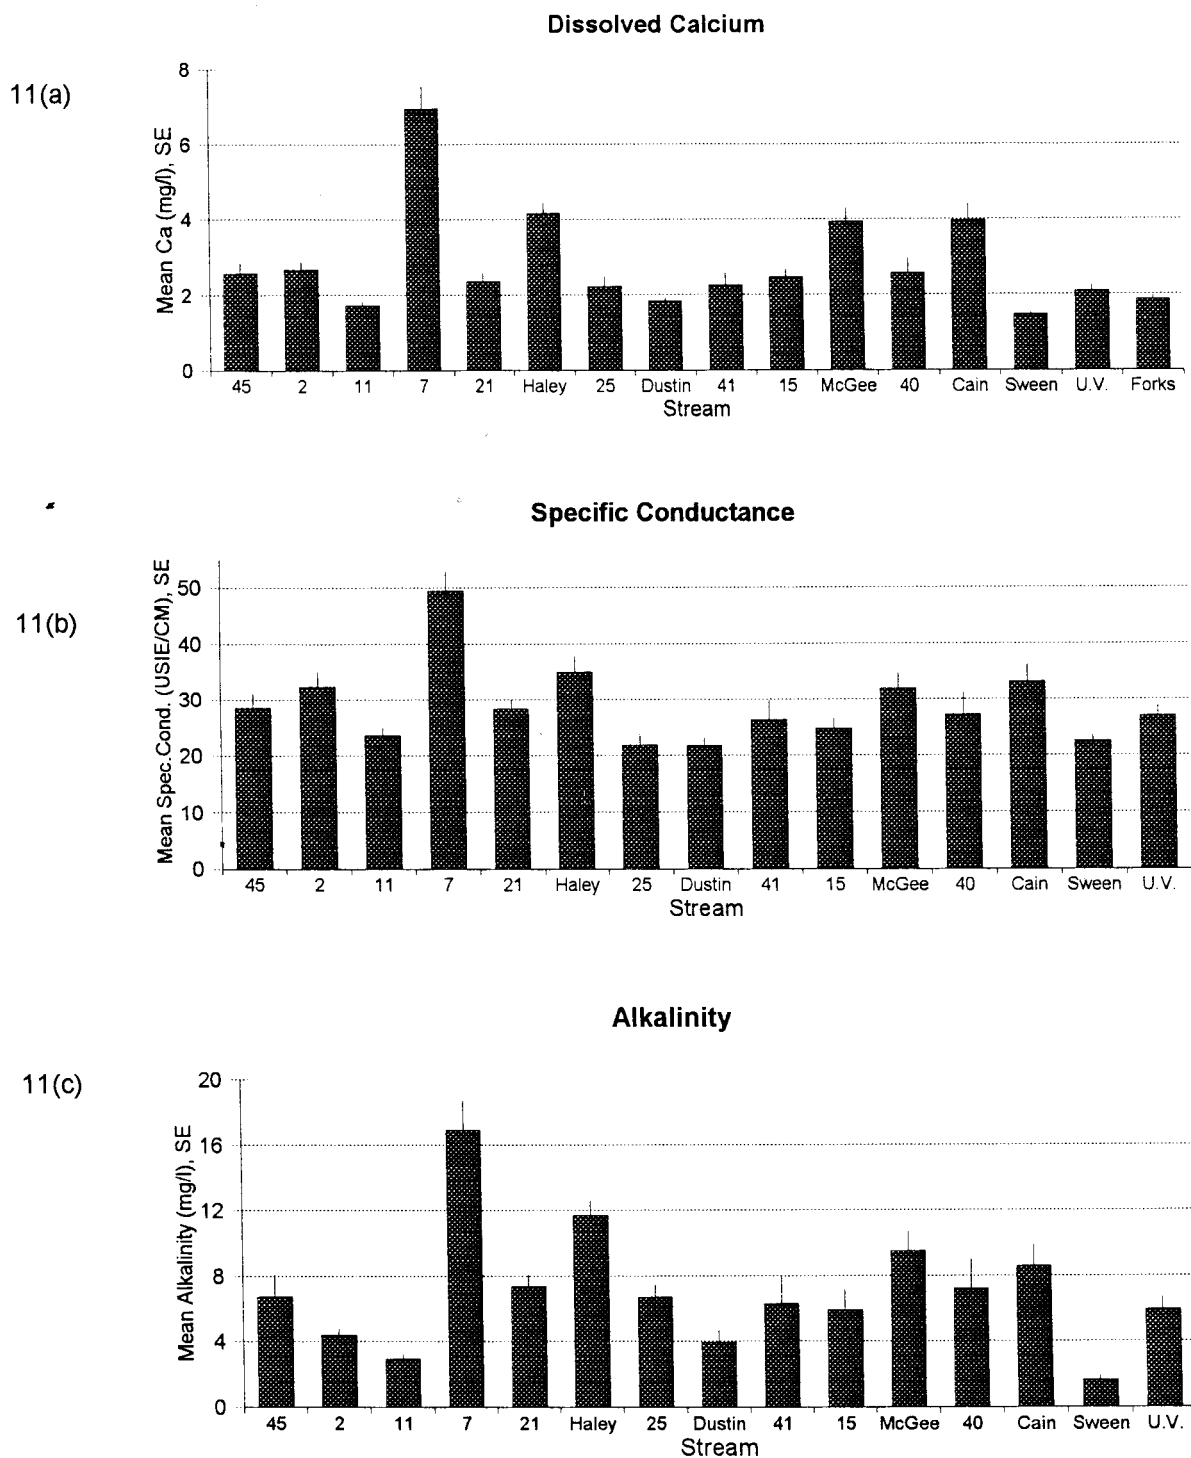 Dissolved Calcium
11(a)
Mean Ca (mg/l), SE
8
6
4
2
0
45 2 11 7 21 Haley 25 Dustin 41 15 McGee 40 Cain Sween U.V. Forks
Stream
Specific Conductance
11(b)
Mean Spec.Cond. (USIE/CM), SE
50
40
30
20
10
0
45 2 11 7 21 Haley 25 Dustin 41 15 McGee 40 Cain Sween U.V.
Stream
Alkalinity
11(c)
Mean Alkalinity (mg/l), SE
20
16
12
8
4
0
45 2 11 7 21 Haley 25 Dustin 41 15 McGee 40 Cain Sween U.V.
Stream